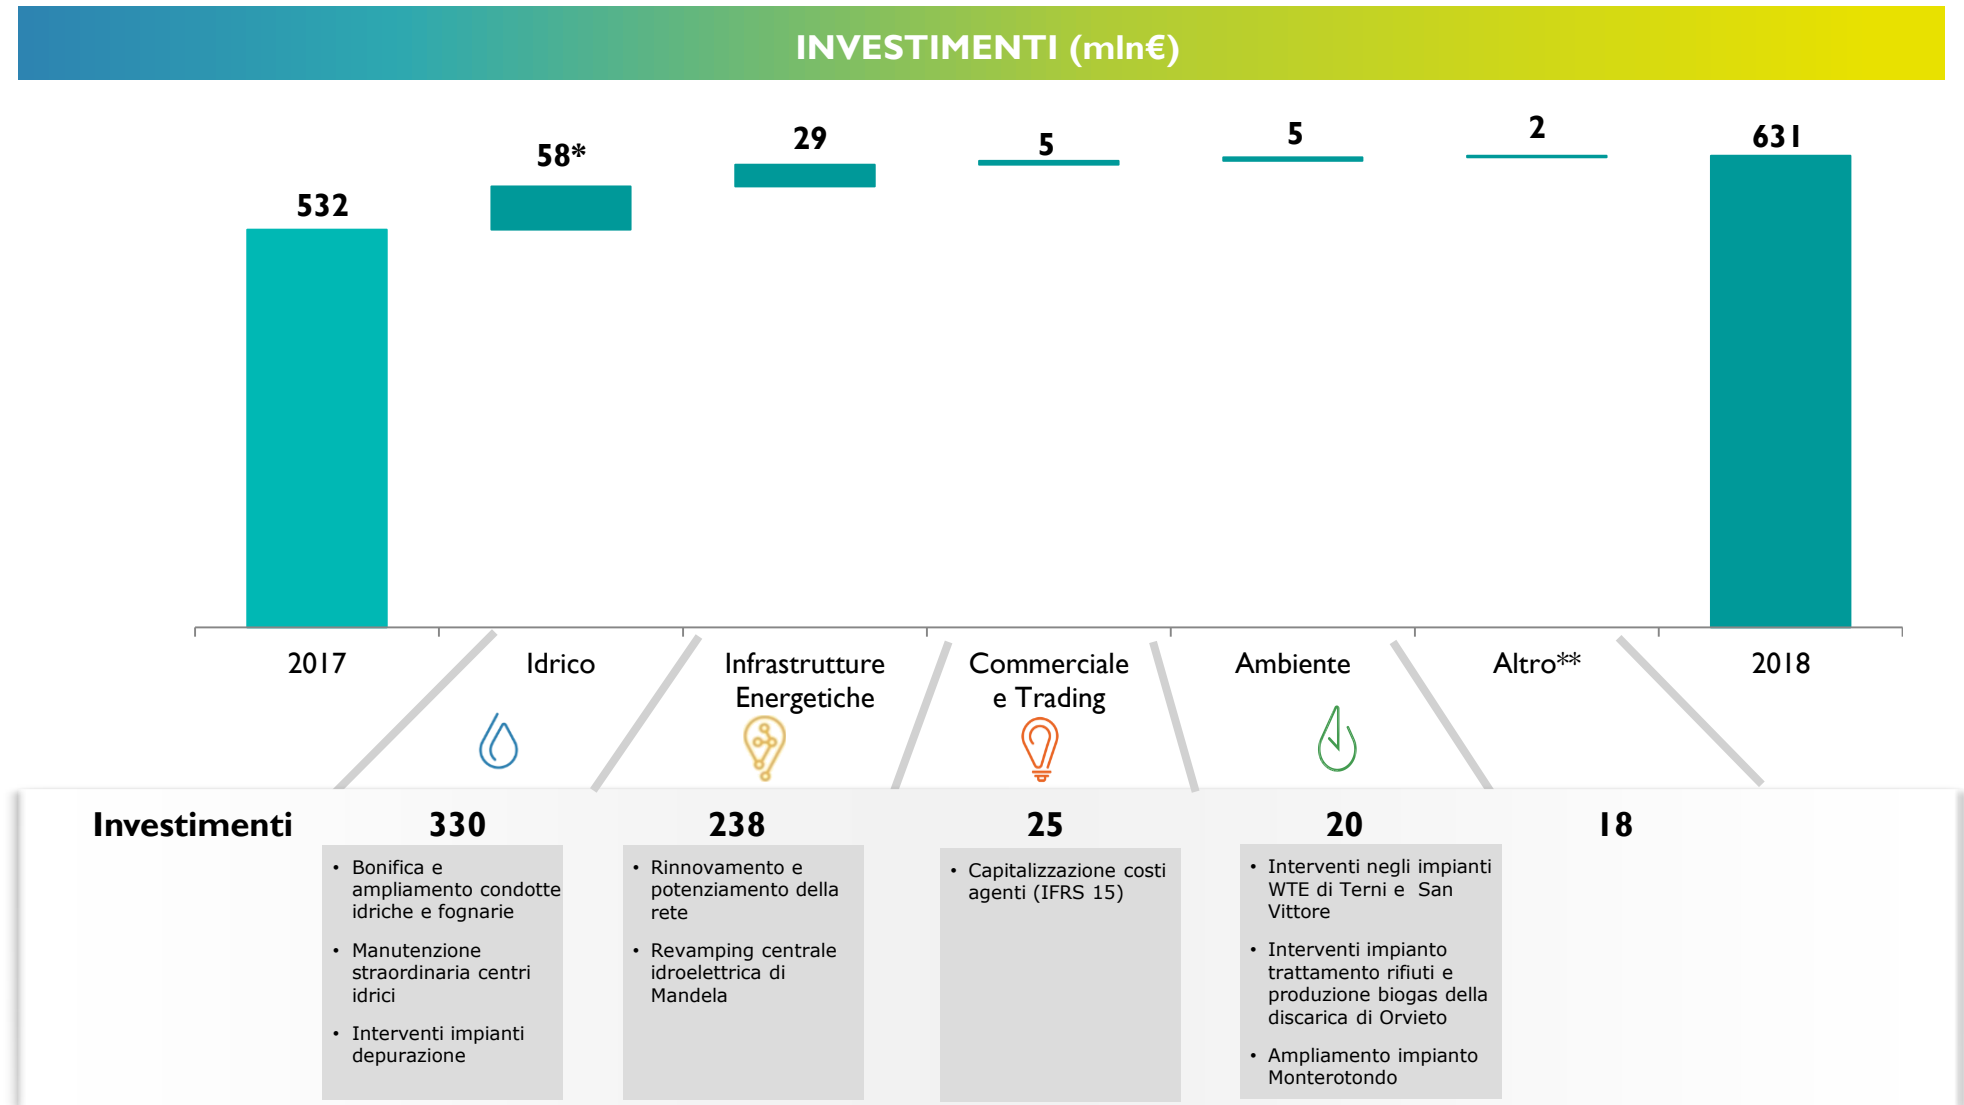 INVESTIMENTI (mln€)
532
58*
29
5
5
2
631
2017
Idrico
Infrastrutture
Energetiche
Commerciale
e Trading
Ambiente
Altro**
2018
Investimenti
330
238
25
20
18
• Bonifica e
ampliamento condotte
idriche e fognarie
• Manutenzione
straordinaria centri
idrici
• Interventi impianti
depurazione
• Rinnovamento e
potenziamento della
rete
• Revamping centrale
idroelettrica di
Mandela
• Capitalizzazione costi
agenti (IFRS 15)
• Interventi negli impianti
WTE di Terni e San
Vittore
• Interventi impianto
trattamento rifiuti e
produzione biogas della
discarica di Orvieto
• Ampliamento impianto
Monterotondo